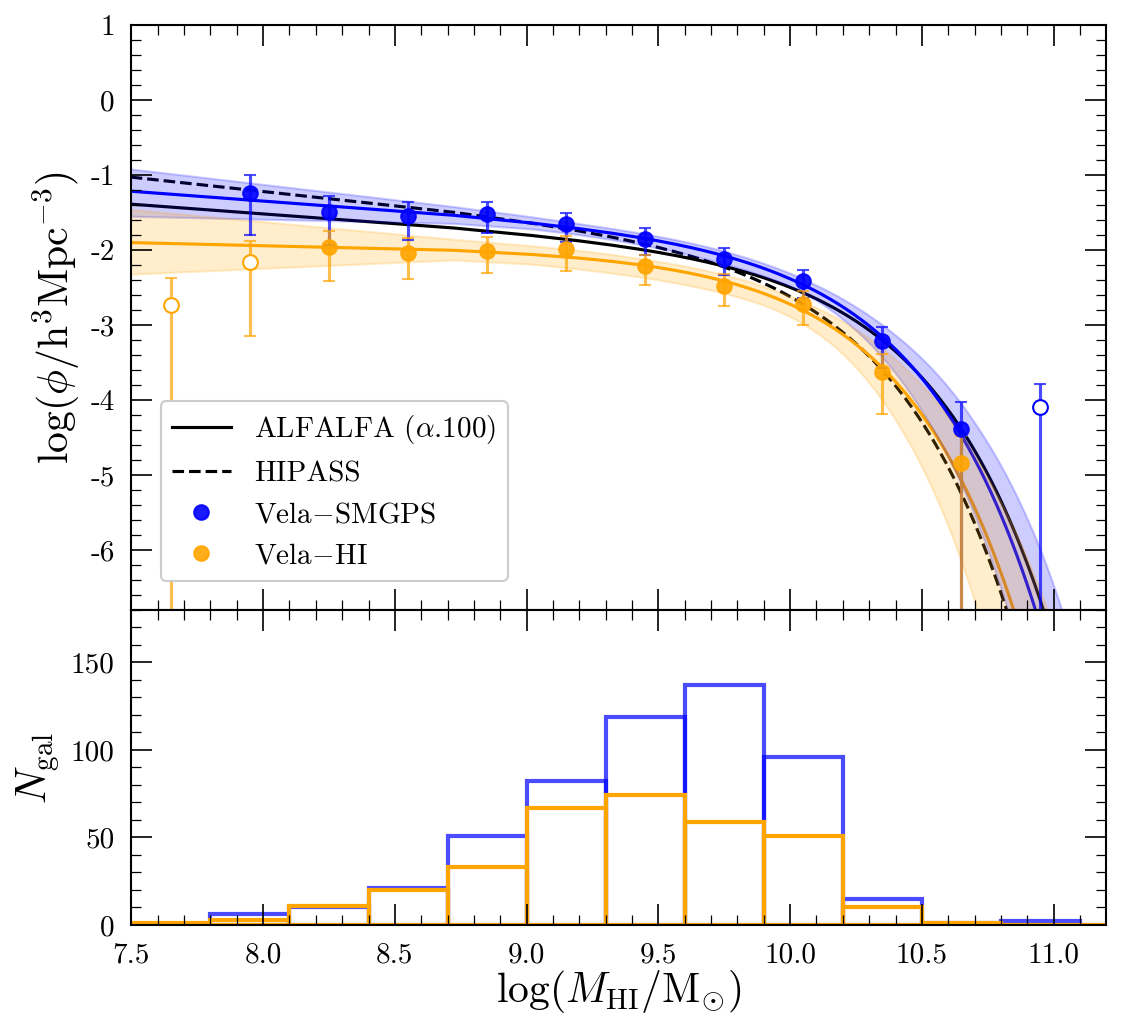 1
0
-1
-2
-3
-4
-5
-6
log(ϕ/h³Mpc⁻³)
ALFALFA (α.100)
HIPASS
Vela−SMGPS
Vela−HI
150
100
50
0
N_gal
7.5 8.0 8.5 9.0 9.5 10.0 10.5 11.0
log(M_HI/M_⊙)